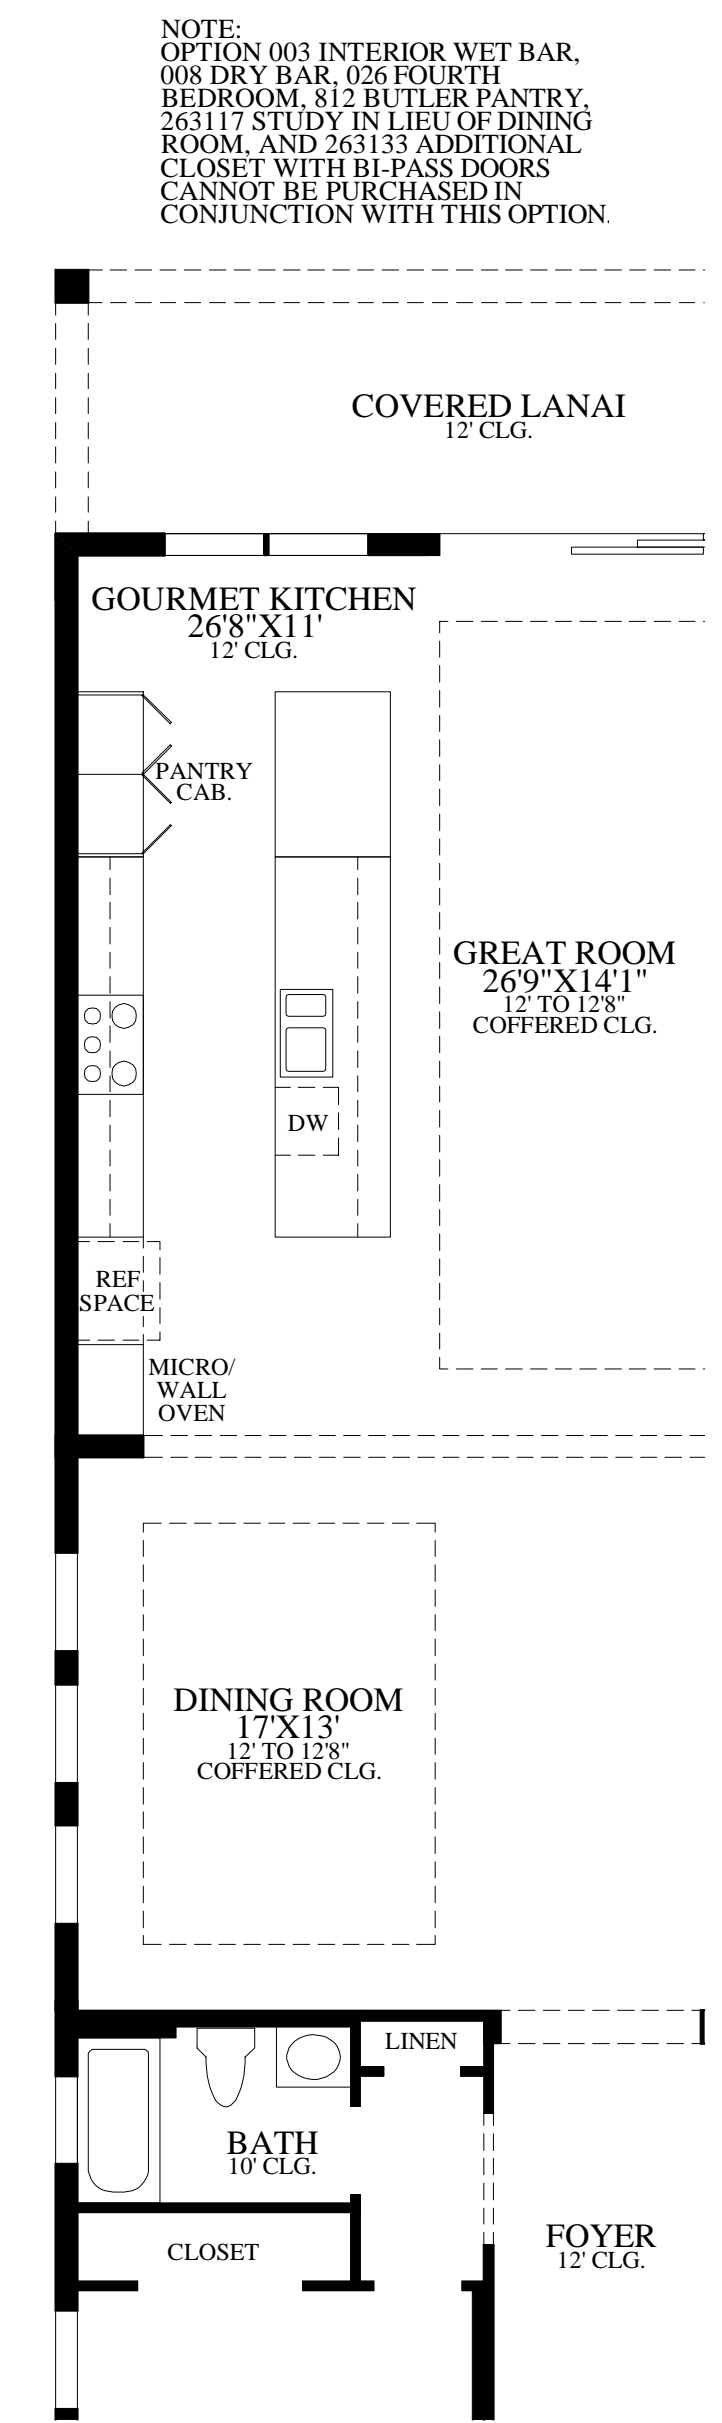 NOTE:
OPTION 003 INTERIOR WET BAR,
008 DRY BAR, 026 FOURTH
BEDROOM, 812 BUTLER PANTRY,
263117 STUDY IN LIEU OF DINING
ROOM, AND 263133 ADDITIONAL
CLOSET WITH BI-PASS DOORS
CANNOT BE PURCHASED IN
CONJUNCTION WITH THIS OPTION.
COVERED LANAI
12' CLG.
GOURMET KITCHEN
26'8"X11'
12' CLG.
PANTRY
CAB.
GREAT ROOM
26'9"X14'1"
12' TO 12'8"
COFFERED CLG.
DW
REF
SPACE
MICRO/
WALL
OVEN
DINING ROOM
17'X13'
12' TO 12'8"
COFFERED CLG.
LINEN
BATH
10' CLG.
FOYER
12' CLG.
CLOSET